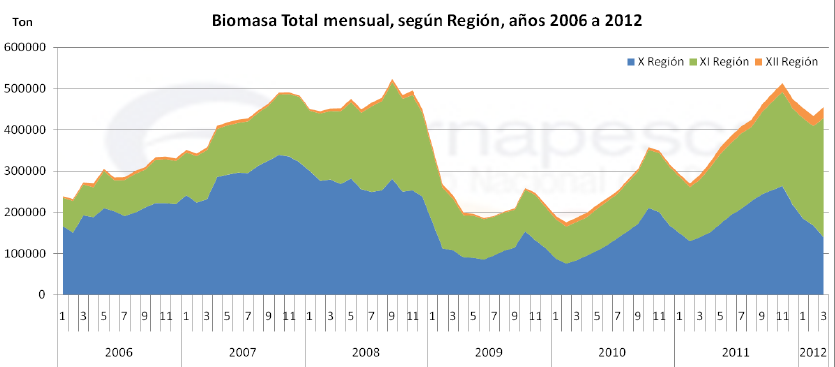 Ton
Biomasa Total mensual, según Región, años 2006 a 2012
X Región XI Región XII Región
600000
500000
400000
300000
200000
100000
0
1 3 5 7 9 11 1 3 5 7 9 11 1 3 5 7 9 11 1 3 5 7 9 11 1 3 5 7 9 11 1 3 5 7 9 11 1 3
2006 2007 2008 2009 2010 2011 2012